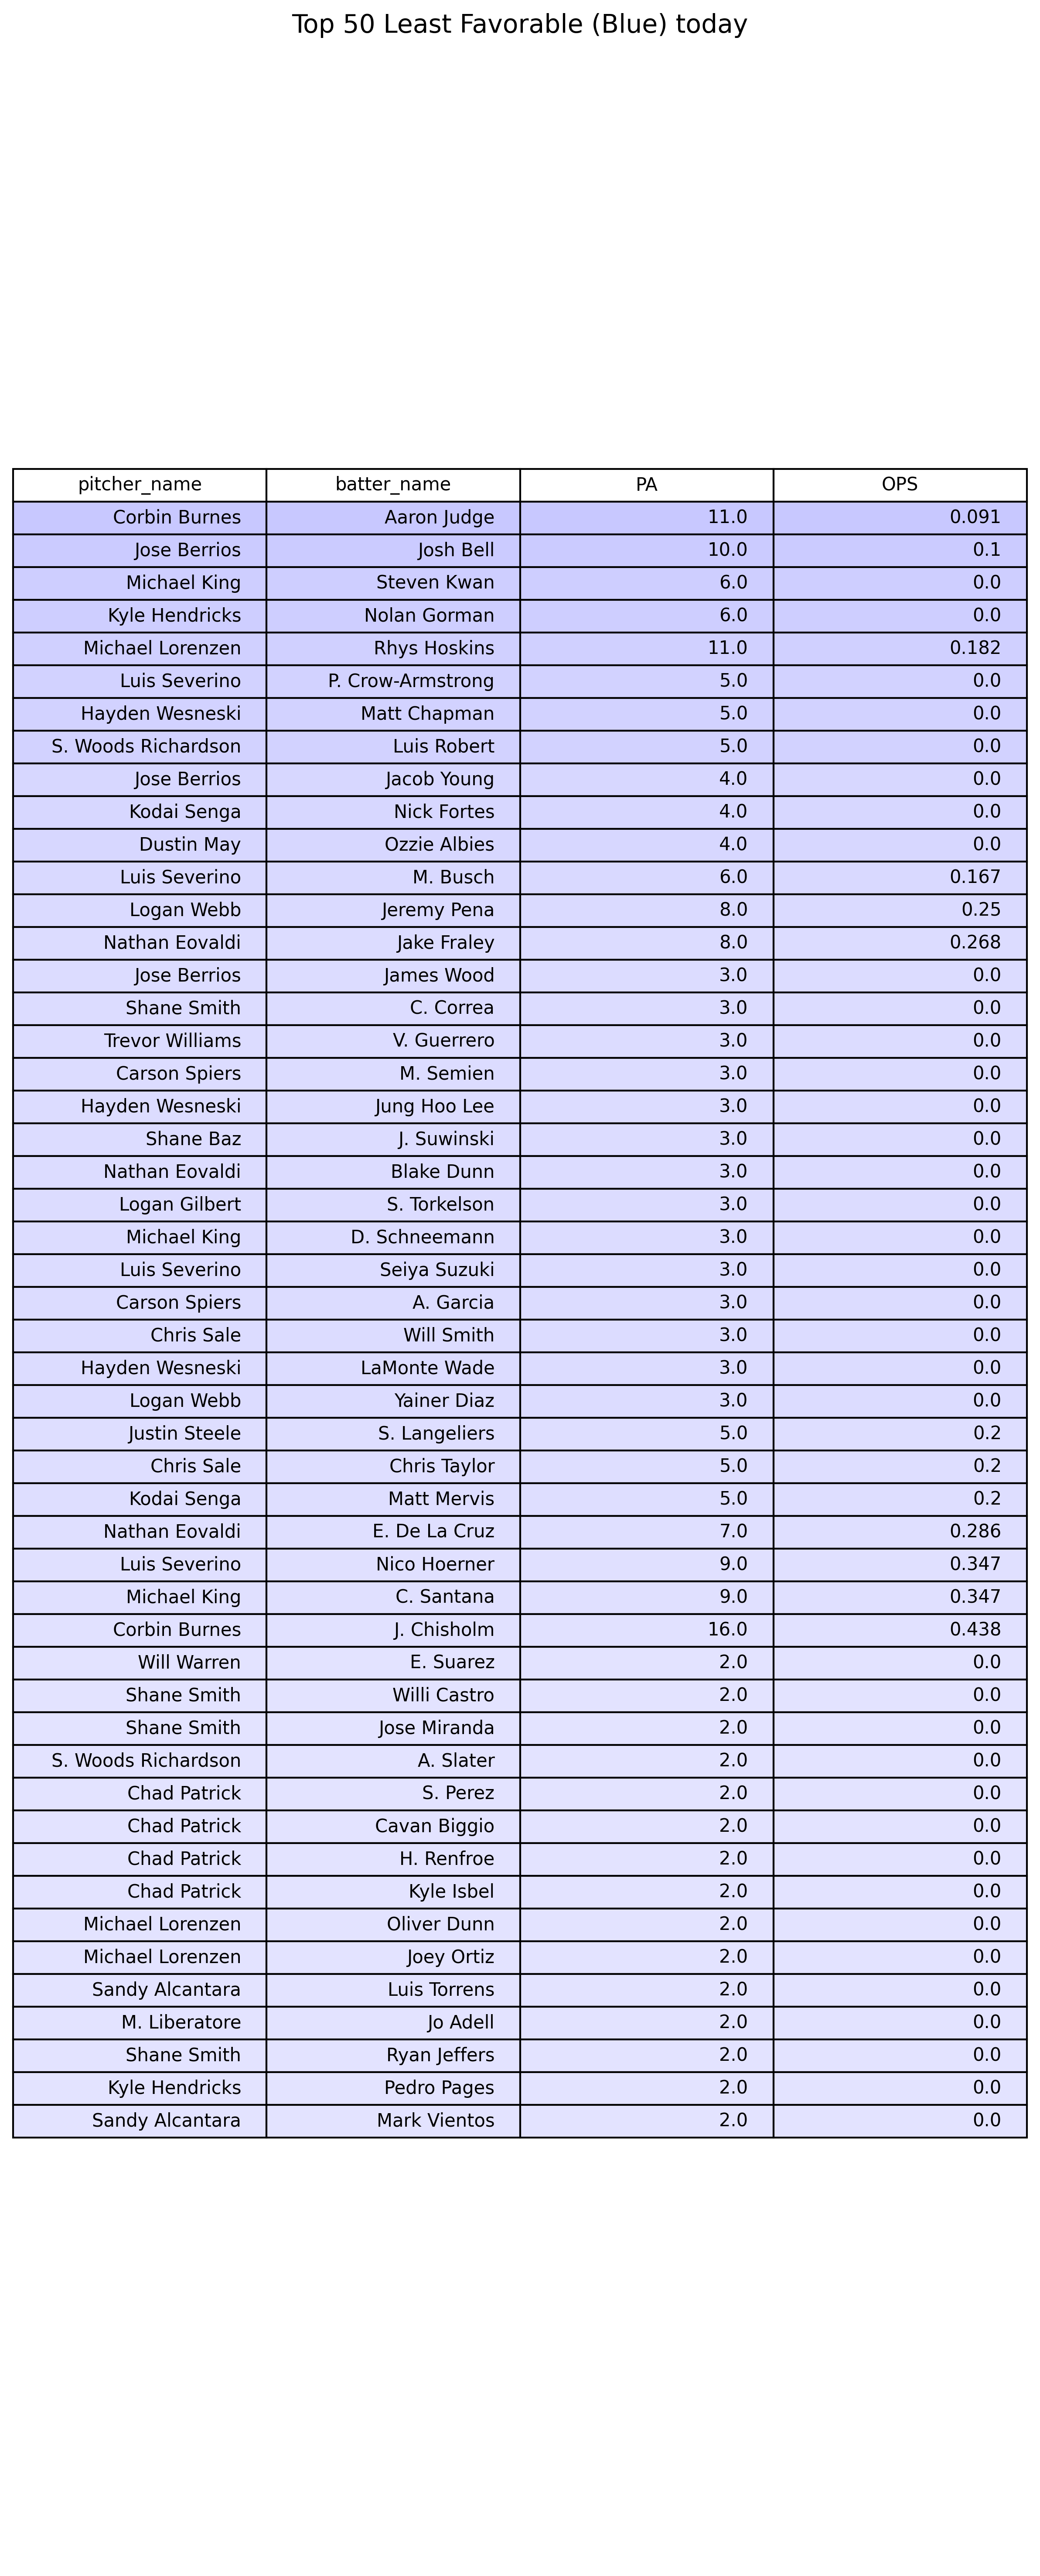 Top 50 Least Favorable (Blue) today
pitcher_name batter_name PA OPS
Corbin Burnes Aaron Judge 11.0 0.091
Jose Berrios Josh Bell 10.0 0.1
Michael King Steven Kwan 6.0 0.0
Kyle Hendricks Nolan Gorman 6.0 0.0
Michael Lorenzen Rhys Hoskins 11.0 0.182
Luis Severino P. Crow-Armstrong 5.0 0.0
Hayden Wesneski Matt Chapman 5.0 0.0
S. Woods Richardson Luis Robert 5.0 0.0
Jose Berrios Jacob Young 4.0 0.0
Kodai Senga Nick Fortes 4.0 0.0
Dustin May Ozzie Albies 4.0 0.0
Luis Severino M. Busch 6.0 0.167
Logan Webb Jeremy Pena 8.0 0.25
Nathan Eovaldi Jake Fraley 8.0 0.268
Jose Berrios James Wood 3.0 0.0
Shane Smith C. Correa 3.0 0.0
Trevor Williams V. Guerrero 3.0 0.0
Carson Spiers M. Semien 3.0 0.0
Hayden Wesneski Jung Hoo Lee 3.0 0.0
Shane Baz J. Suwinski 3.0 0.0
Nathan Eovaldi Blake Dunn 3.0 0.0
Logan Gilbert S. Torkelson 3.0 0.0
Michael King D. Schneemann 3.0 0.0
Luis Severino Seiya Suzuki 3.0 0.0
Carson Spiers A. Garcia 3.0 0.0
Chris Sale Will Smith 3.0 0.0
Hayden Wesneski LaMonte Wade 3.0 0.0
Logan Webb Yainer Diaz 3.0 0.0
Justin Steele S. Langeliers 5.0 0.2
Chris Sale Chris Taylor 5.0 0.2
Kodai Senga Matt Mervis 5.0 0.2
Nathan Eovaldi E. De La Cruz 7.0 0.286
Luis Severino Nico Hoerner 9.0 0.347
Michael King C. Santana 9.0 0.347
Corbin Burnes J. Chisholm 16.0 0.438
Will Warren E. Suarez 2.0 0.0
Shane Smith Willi Castro 2.0 0.0
Shane Smith Jose Miranda 2.0 0.0
S. Woods Richardson A. Slater 2.0 0.0
Chad Patrick S. Perez 2.0 0.0
Chad Patrick Cavan Biggio 2.0 0.0
Chad Patrick H. Renfroe 2.0 0.0
Chad Patrick Kyle Isbel 2.0 0.0
Michael Lorenzen Oliver Dunn 2.0 0.0
Michael Lorenzen Joey Ortiz 2.0 0.0
Sandy Alcantara Luis Torrens 2.0 0.0
M. Liberatore Jo Adell 2.0 0.0
Shane Smith Ryan Jeffers 2.0 0.0
Kyle Hendricks Pedro Pages 2.0 0.0
Sandy Alcantara Mark Vientos 2.0 0.0